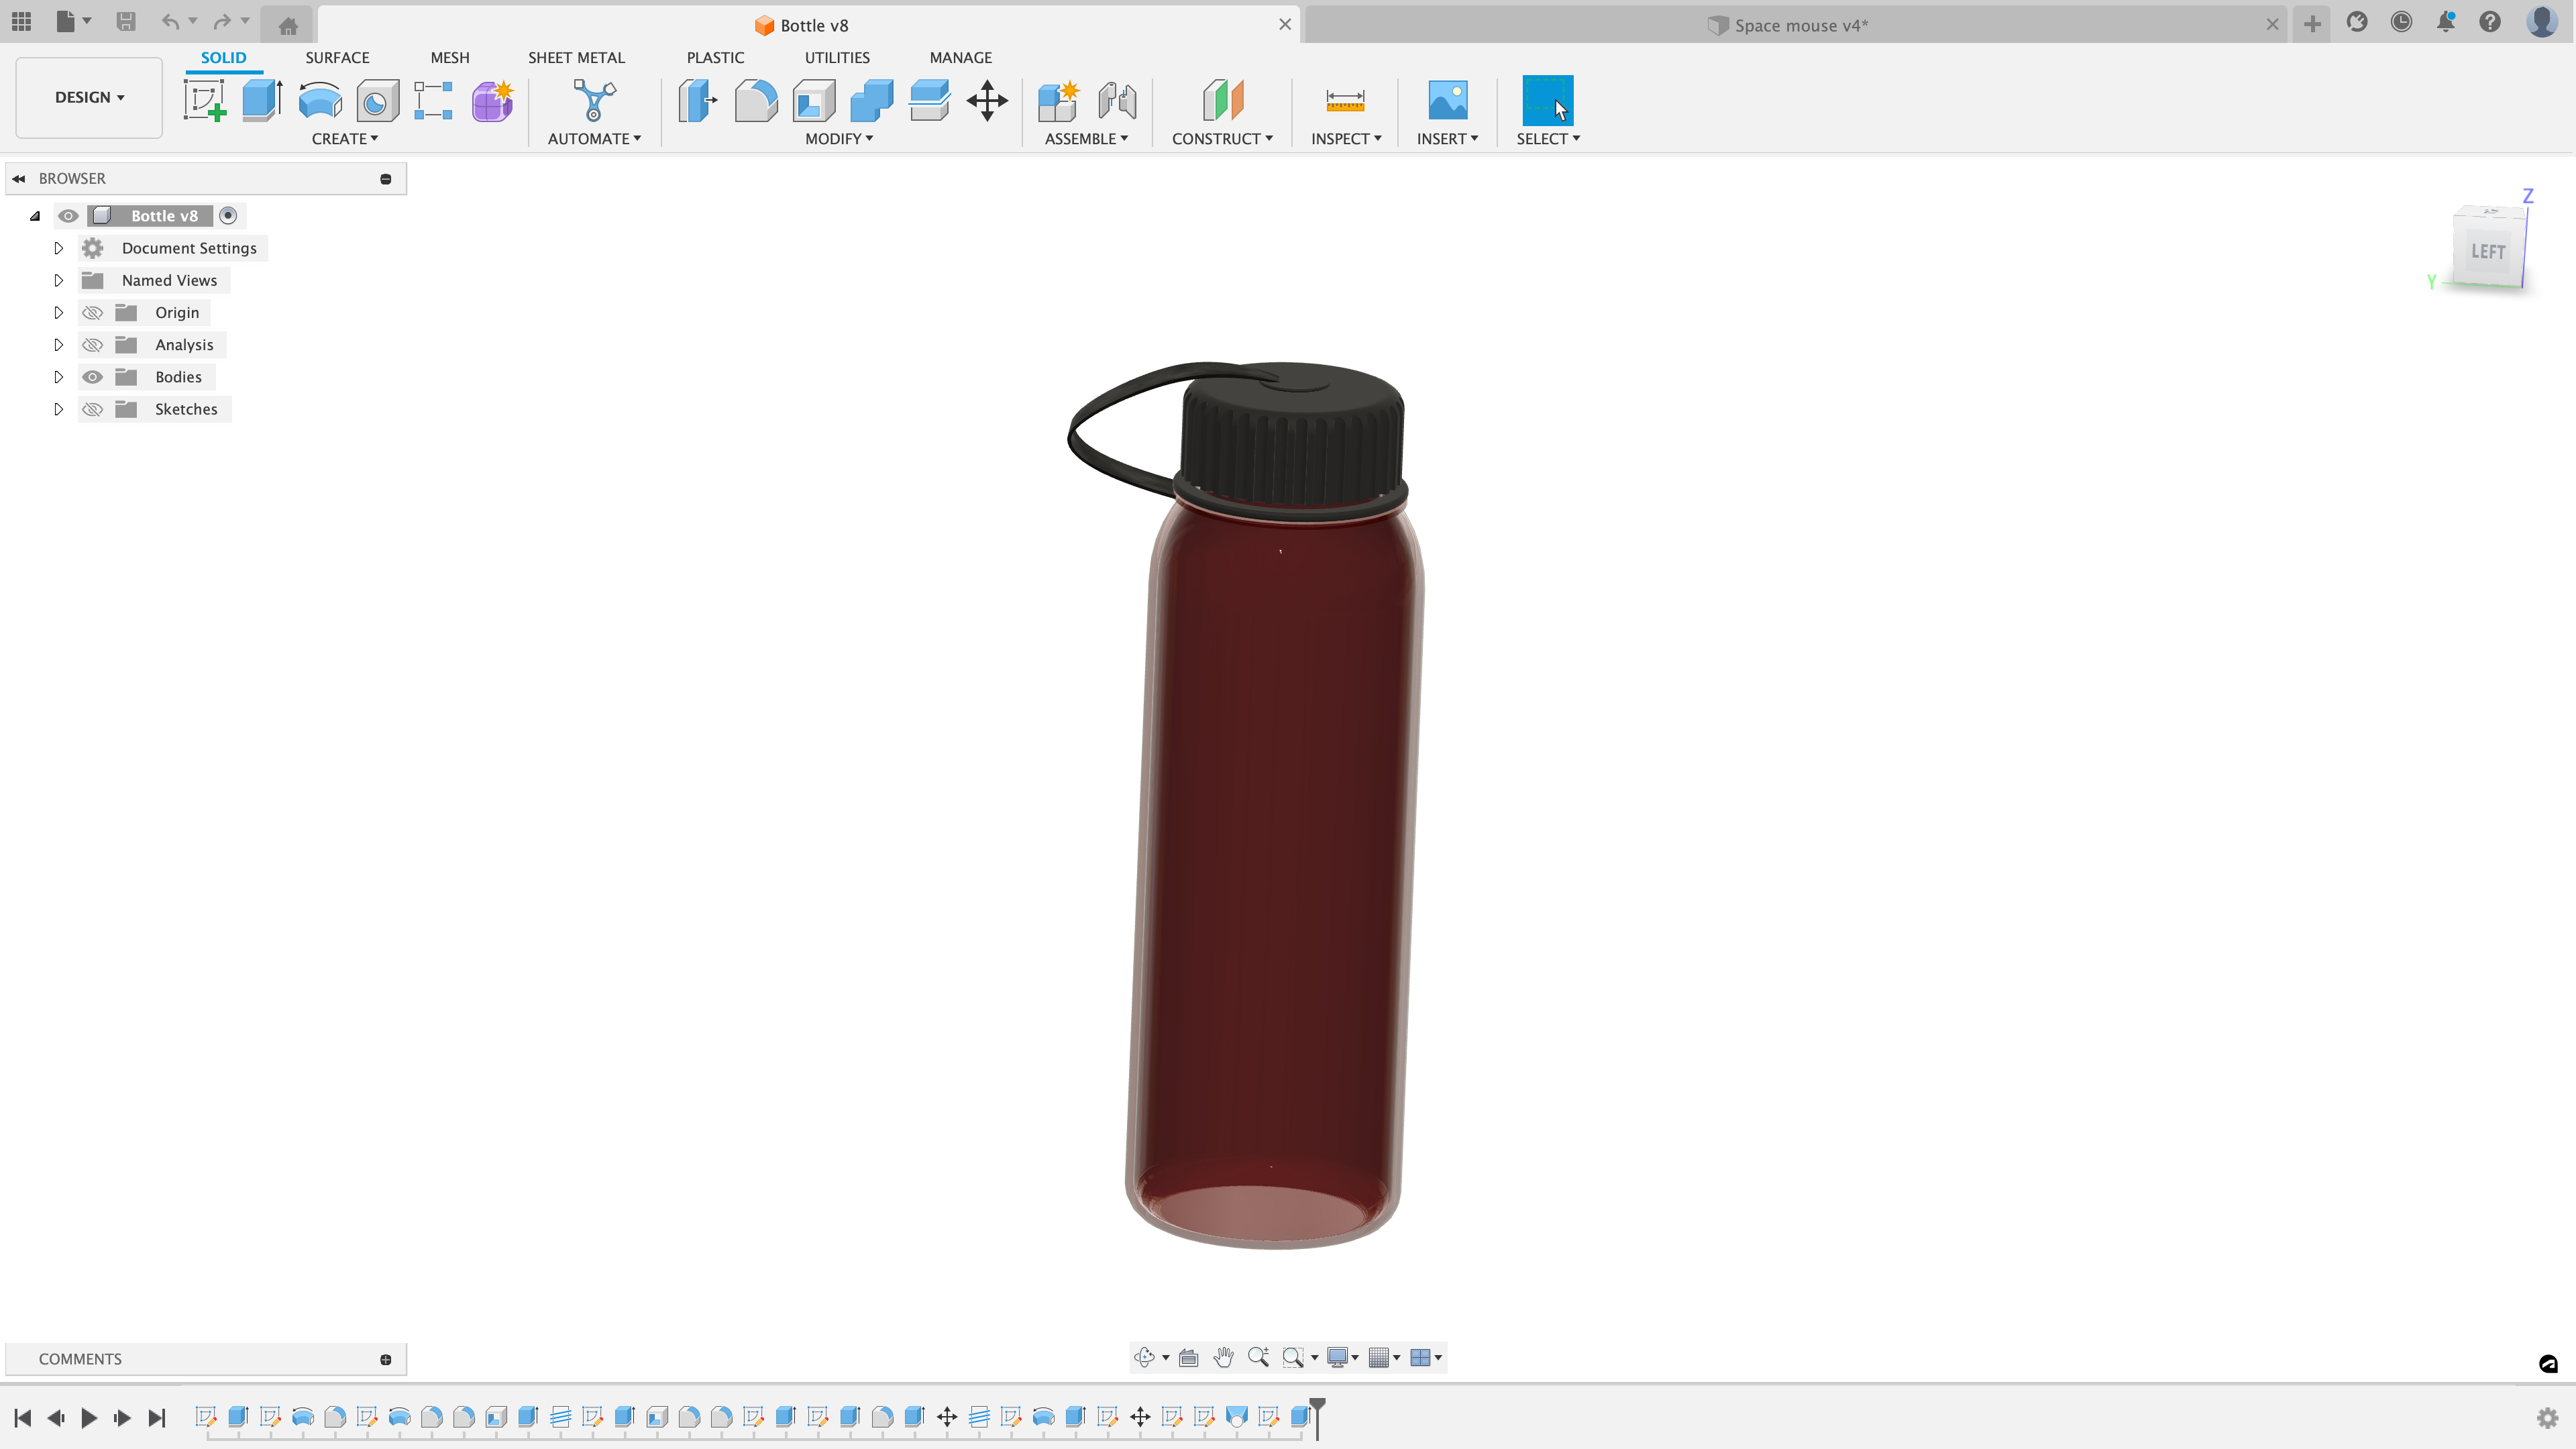 Bottle v8
Space mouse v4*
SOLID SURFACE MESH SHEET METAL PLASTIC UTILITIES MANAGE
DESIGN
CREATE AUTOMATE MODIFY ASSEMBLE CONSTRUCT INSPECT INSERT SELECT
BROWSER
Bottle v8
Document Settings
Named Views
Origin
Analysis
Bodies
Sketches
Z
LEFT
Y
COMMENTS